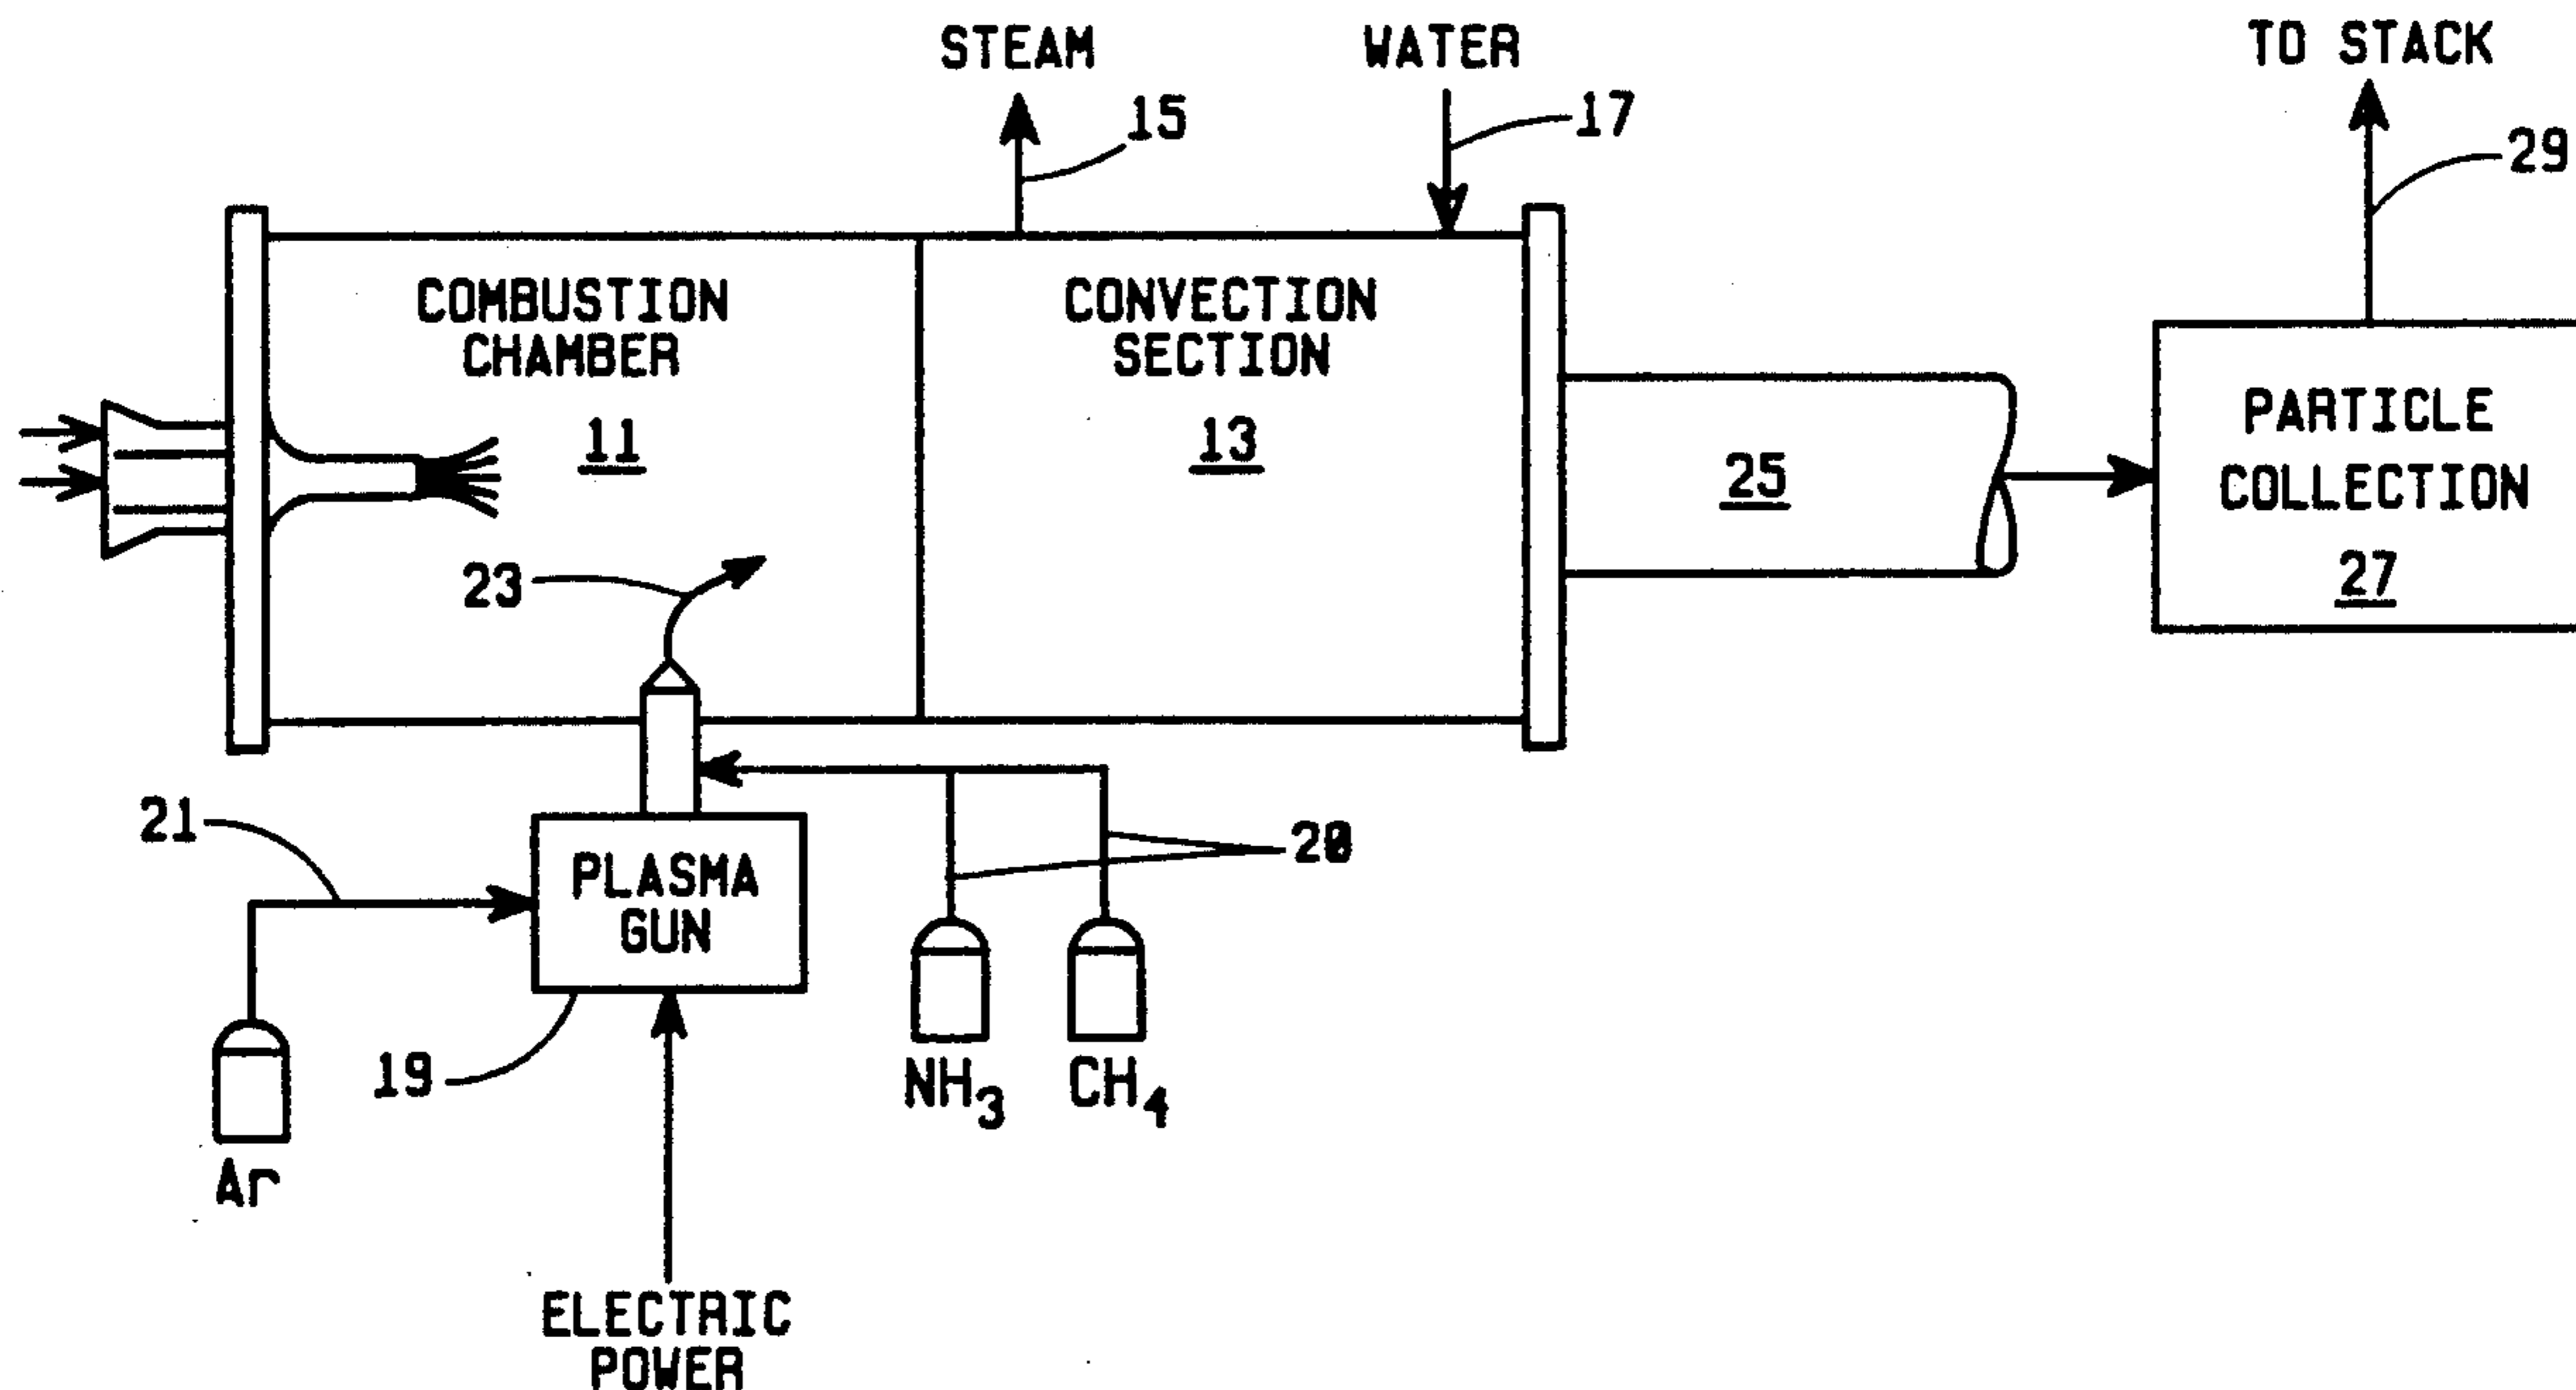 STEAM
WATER
TO STACK
15
17
29
COMBUSTION
CHAMBER
11
CONVECTION
SECTION
13
25
PARTICLE
COLLECTION
27
23
21
PLASMA
GUN
20
19
NH3
CH4
Ar
ELECTRIC
POWER